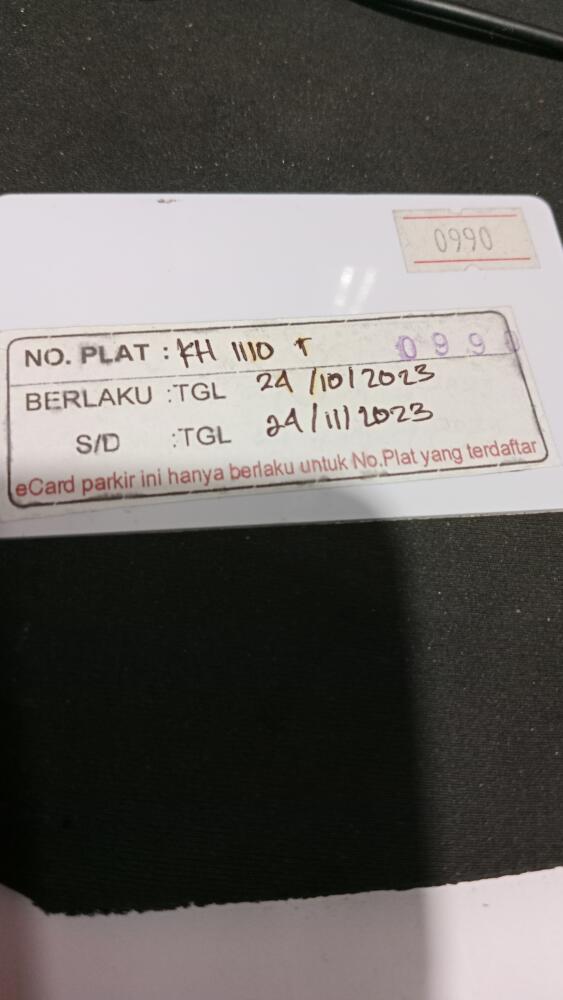 0990
NO. PLAT : KH 1110 T 0990
BERLAKU :TGL 24/10/2023
S/D :TGL 24/11/2023
eCard parkir ini hanya berlaku untuk No.Plat yang terdaftar